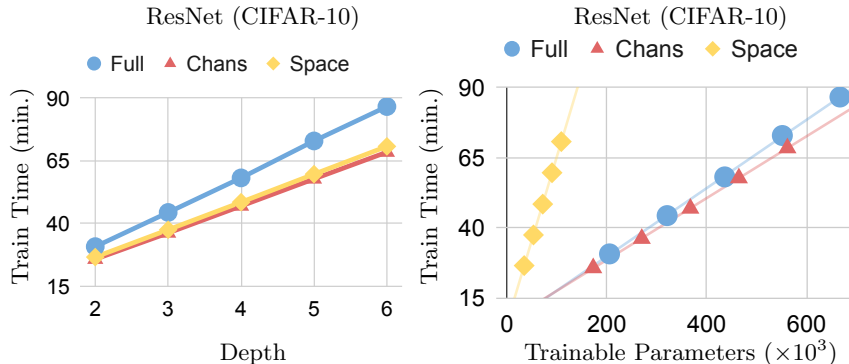 ResNet (CIFAR-10)
Full Chans Space
Train Time (min.)
90
65
40
15
2 3 4 5 6
Depth
ResNet (CIFAR-10)
Full Chans Space
Train Time (min.)
90
65
40
15
0 200 400 600
Trainable Parameters (×10³)